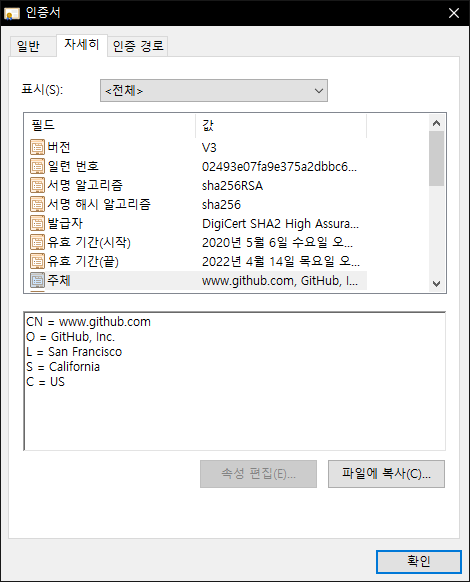 인증서
일반 자세히 인증 경로
표시(S): <전체>
필드 값
버전 V3
일련 번호 02493e07fa9e375a2dbbc6...
서명 알고리즘 sha256RSA
서명 해시 알고리즘 sha256
발급자 DigiCert SHA2 High Assura...
유효 기간(시작) 2020년 5월 6일 수요일 오...
유효 기간(끝) 2022년 4월 14일 목요일 오...
주체 www.github.com, GitHub, I...
CN = www.github.com
O = GitHub, Inc.
L = San Francisco
S = California
C = US
속성 편집(E)... 파일에 복사(C)...
확인